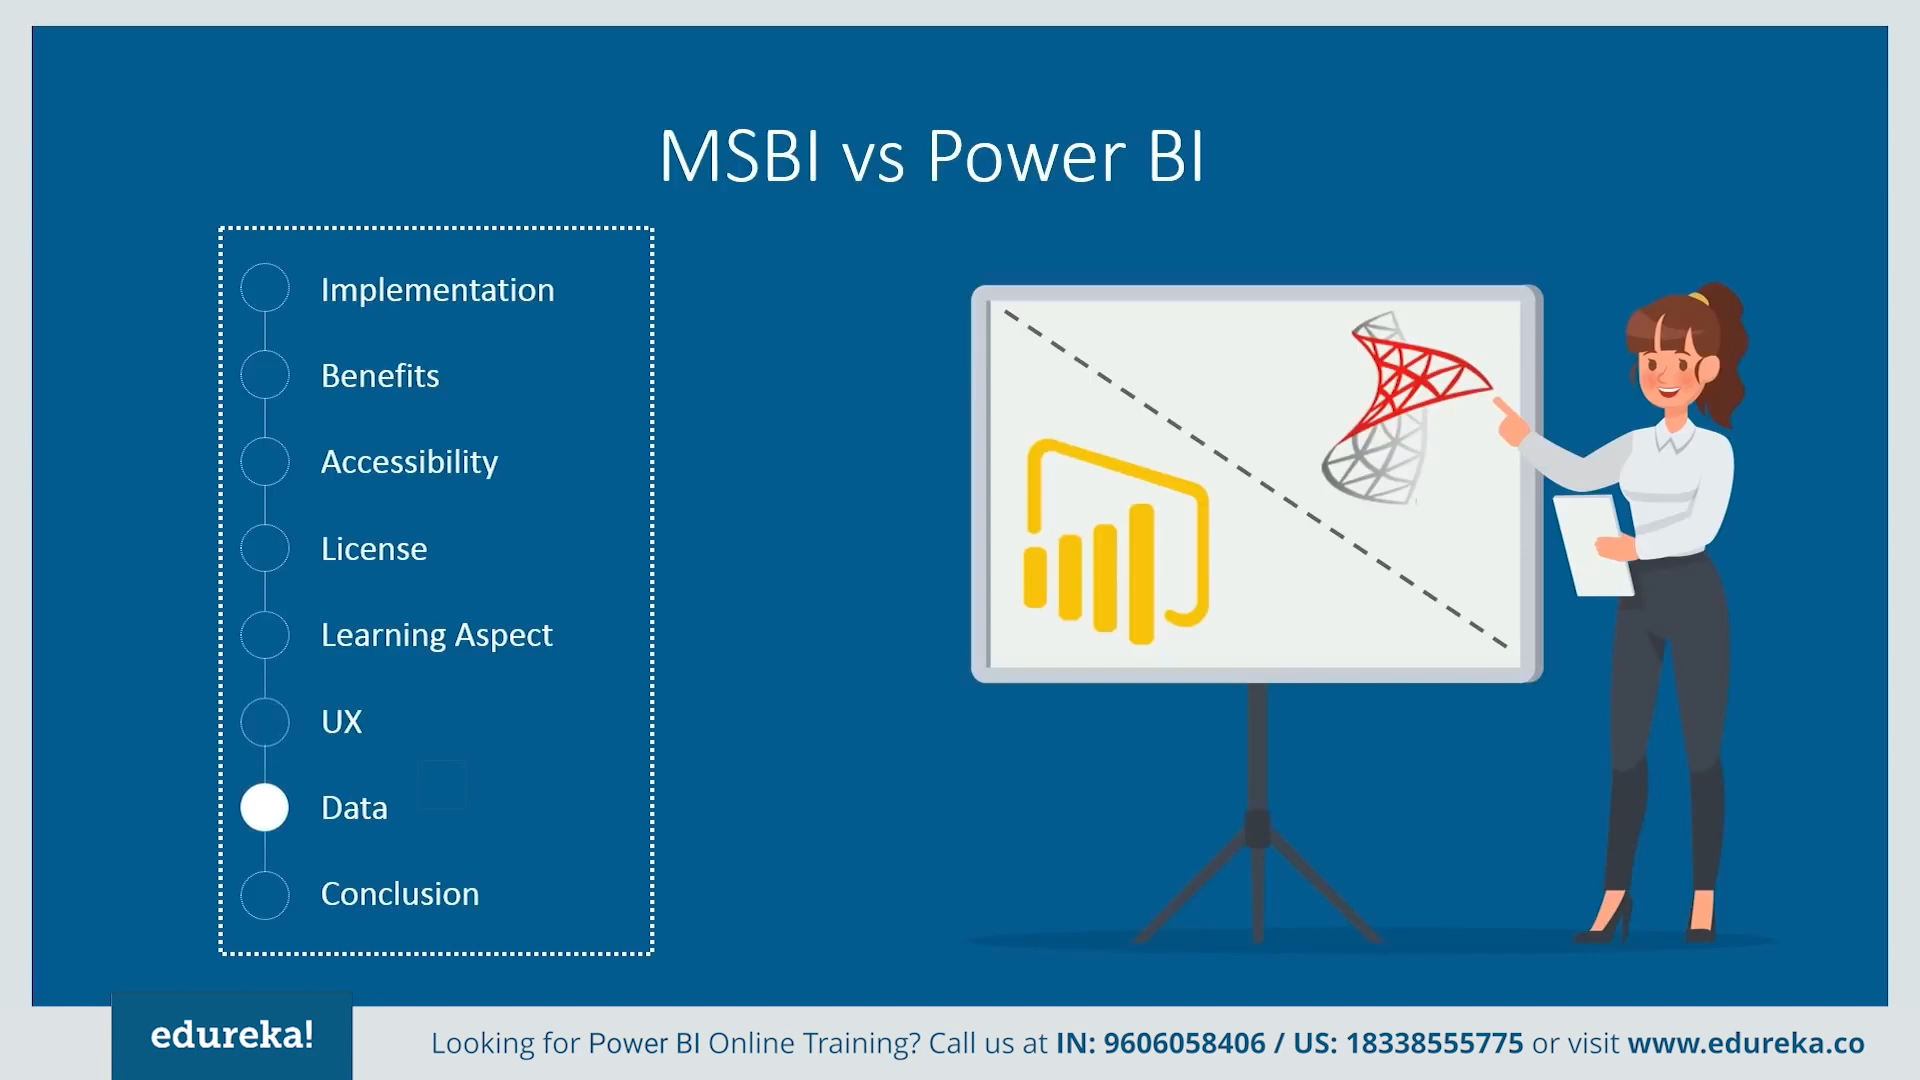 MSBI vs Power BI
Implementation
Benefits
Accessibility
License
Learning Aspect
UX
Data
Conclusion
edureka!
Looking for Power BI Online Training? Call us at IN: 9606058406 / US: 18338555775 or visit www.edureka.co